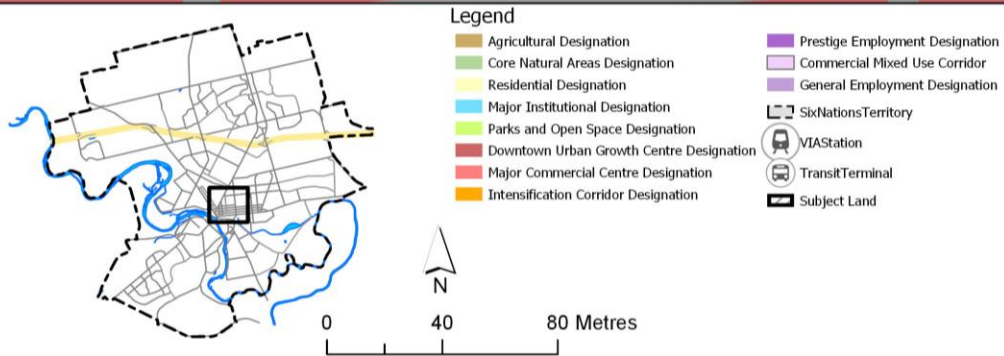 Legend
Agricultural Designation
Core Natural Areas Designation
Residential Designation
Major Institutional Designation
Parks and Open Space Designation
Downtown Urban Growth Centre Designation
Major Commercial Centre Designation
Intensification Corridor Designation
Prestige Employment Designation
Commercial Mixed Use Corridor
General Employment Designation
SixNationsTerritory
VIAStation
TransitTerminal
Subject Land
N
0 40 80 Metres